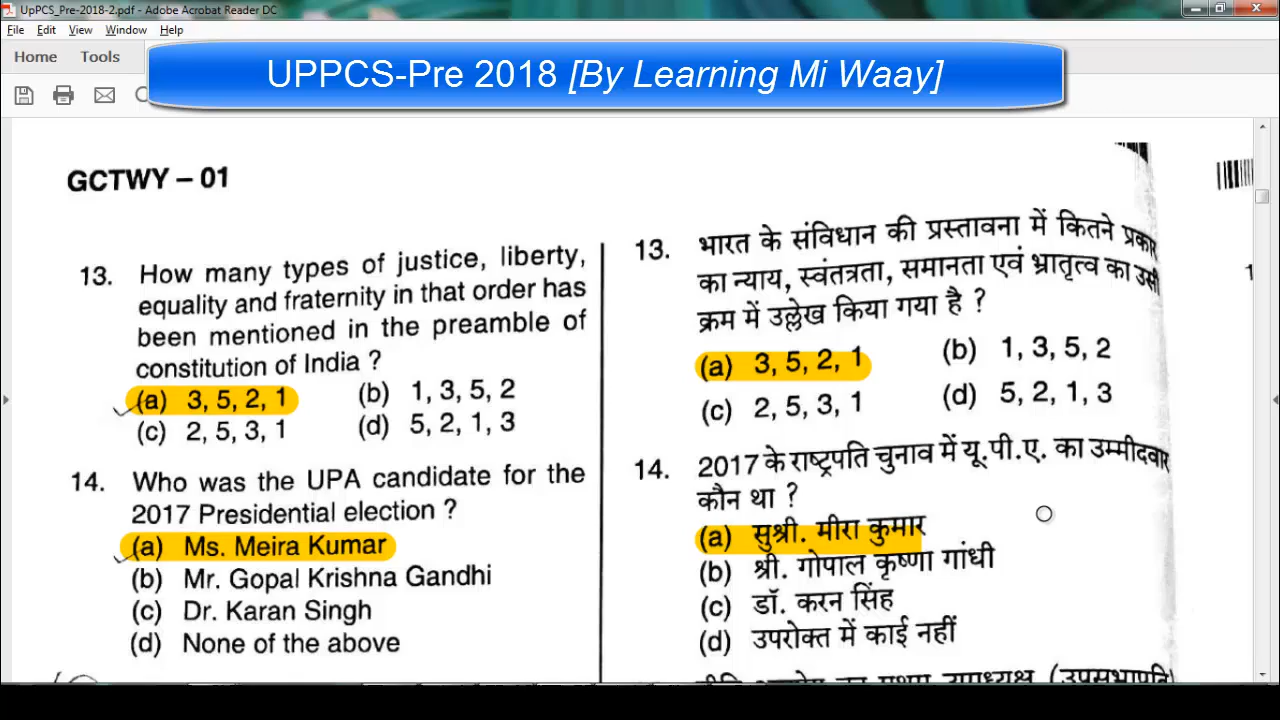 UpPCS_Pre-2018-2.pdf - Adobe Acrobat Reader DC
File Edit View Window Help
Home Tools
UPPCS-Pre 2018 [By Learning Mi Waay]
GCTWY – 01
13. How many types of justice, liberty,
equality and fraternity in that order has
been mentioned in the preamble of
constitution of India ?
(a) 3, 5, 2, 1 (b) 1, 3, 5, 2
(c) 2, 5, 3, 1 (d) 5, 2, 1, 3
14. Who was the UPA candidate for the
2017 Presidential election ?
(a) Ms. Meira Kumar
(b) Mr. Gopal Krishna Gandhi
(c) Dr. Karan Singh
(d) None of the above
13. भारत के संविधान की प्रस्तावना में कितने प्रकार
का न्याय, स्वंतत्रता, समानता एवं भ्रातृत्व का उसी
क्रम में उल्लेख किया गया है ?
(a) 3, 5, 2, 1 (b) 1, 3, 5, 2
(c) 2, 5, 3, 1 (d) 5, 2, 1, 3
14. 2017 के राष्ट्रपति चुनाव में यू.पी.ए. का उम्मीदवार
कौन था ?
(a) सुश्री. मीरा कुमार
(b) श्री. गोपाल कृष्णा गांधी
(c) डॉ. करन सिंह
(d) उपरोक्त में काई नहीं